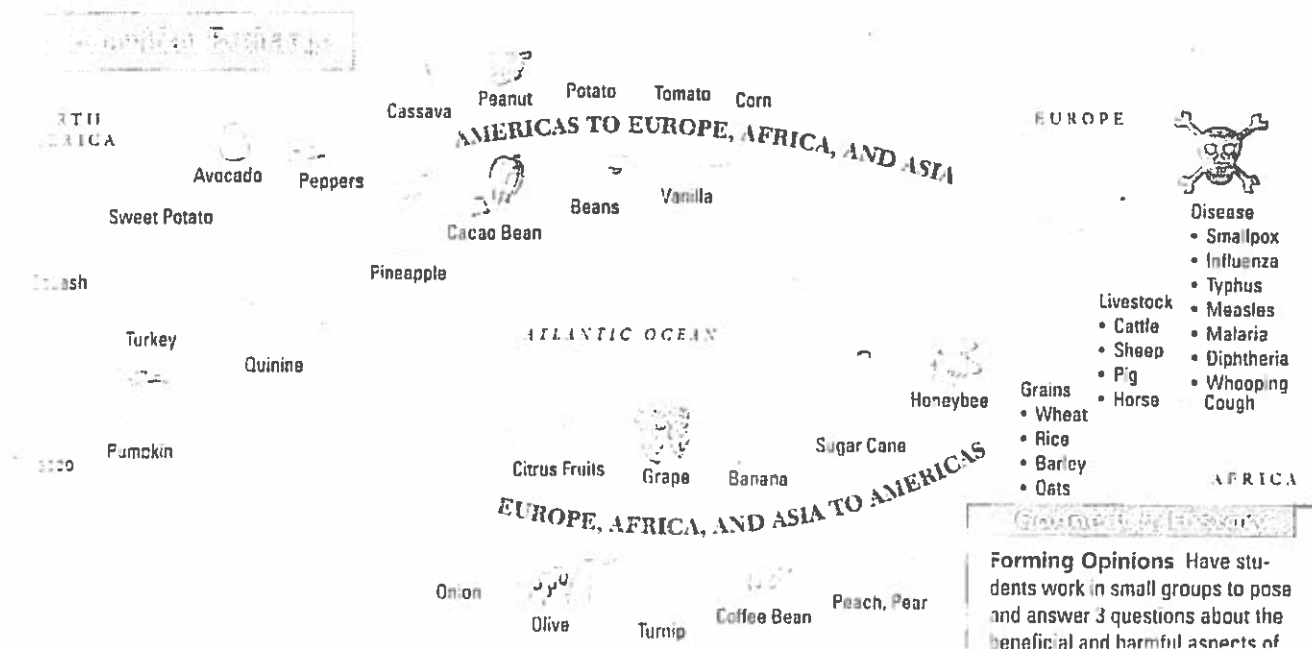 Cassava
Peanut
Potato
Tomato
Corn
AMERICAS TO EUROPE, AFRICA, AND ASIA
EUROPE
Avocado
Peppers
Sweet Potato
Cacao Bean
Beans
Vanilla
Pineapple
Turkey
Quinine
Pumpkin
ATLANTIC OCEAN
Disease
• Smallpox
• Influenza
• Typhus
• Measles
• Malaria
• Diphtheria
• Whooping
Cough
Livestock
• Cattle
• Sheep
• Pig
• Horse
Grains
• Wheat
• Rice
• Barley
• Oats
Honeybee
Sugar Cane
Citrus Fruits
Grape
Banana
EUROPE, AFRICA, AND ASIA TO AMERICAS
AFRICA
Onion
Olive
Turnip
Coffee Bean
Peach, Pear
Forming Opinions Have stu-
dents work in small groups to pose
and answer 3 questions about the
beneficial and harmful aspects of